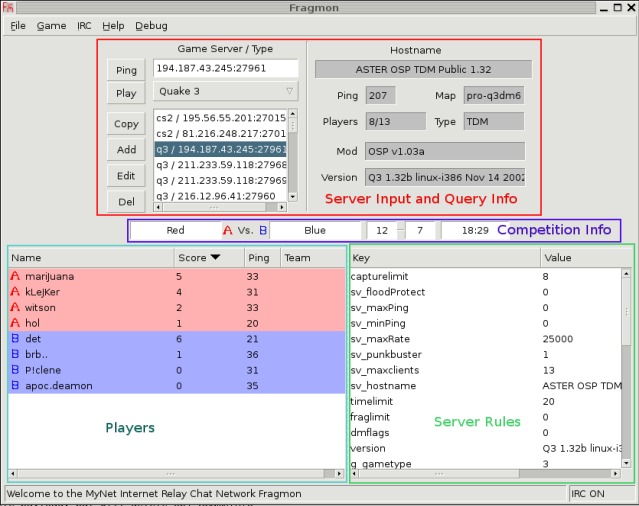 Fragmon
File Game IRC Help Debug
Game Server / Type
Ping 194.187.43.245:27961
Play Quake 3
Copy
Add
Edit
Del
cs2 / 195.56.55.201:27015
cs2 / 81.216.248.217:2701
q3 / 194.187.43.245:27961
q3 / 211.233.59.118:27968
q3 / 211.233.59.118:27969
q3 / 216.12.96.41:27960
Hostname
ASTER OSP TDM Public 1.32
Ping 207 Map pro-q3dm6
Players 8/13 Type TDM
Mod OSP v1.03a
Version Q3 1.32b linux-i386 Nov 14 2002
Server Input and Query Info
Red A Vs. B Blue 12 7 18:29 Competition Info
Name Score Ping Team
A mariJuana 5 33
A kLeJKer 4 31
A witson 2 33
A hol 1 20
B det 6 21
B brb.. 1 36
B P!clene 0 31
B apoc.deamon 0 35
Players
Key Value
capturelimit 8
sv_floodProtect 0
sv_maxPing 0
sv_minPing 0
sv_maxRate 25000
sv_punkbuster 1
sv_maxclients 13
sv_hostname ASTER OSP TDM
timelimit 20
fraglimit 0
dmflags 0
version Q3 1.32b linux-i
g_gametype 3
Server Rules
Welcome to the MyNet Internet Relay Chat Network Fragmon
IRC ON